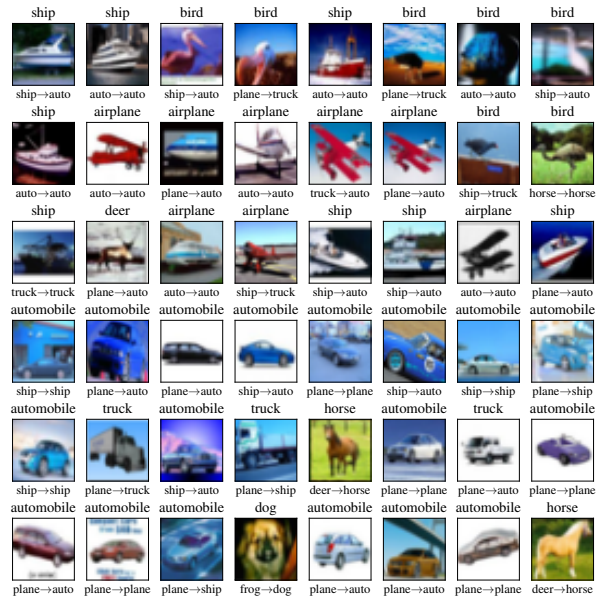 ship ship bird bird ship bird bird bird
ship→auto auto→auto ship→auto plane→truck auto→auto plane→truck auto→auto ship→auto
ship airplane airplane airplane airplane airplane bird bird
auto→auto auto→auto plane→auto auto→auto truck→auto plane→auto ship→truck horse→horse
ship deer airplane airplane ship ship airplane ship
truck→truck plane→auto auto→auto ship→truck ship→auto ship→auto auto→auto plane→auto
automobile automobile automobile automobile automobile automobile automobile automobile
ship→ship plane→auto plane→auto ship→auto plane→plane ship→auto ship→ship plane→ship
automobile truck automobile truck horse automobile truck automobile
ship→ship plane→truck ship→auto plane→ship deer→horse plane→plane plane→auto plane→plane
automobile automobile automobile dog automobile automobile automobile horse
plane→auto plane→plane plane→ship frog→dog plane→auto plane→auto plane→auto deer→horse